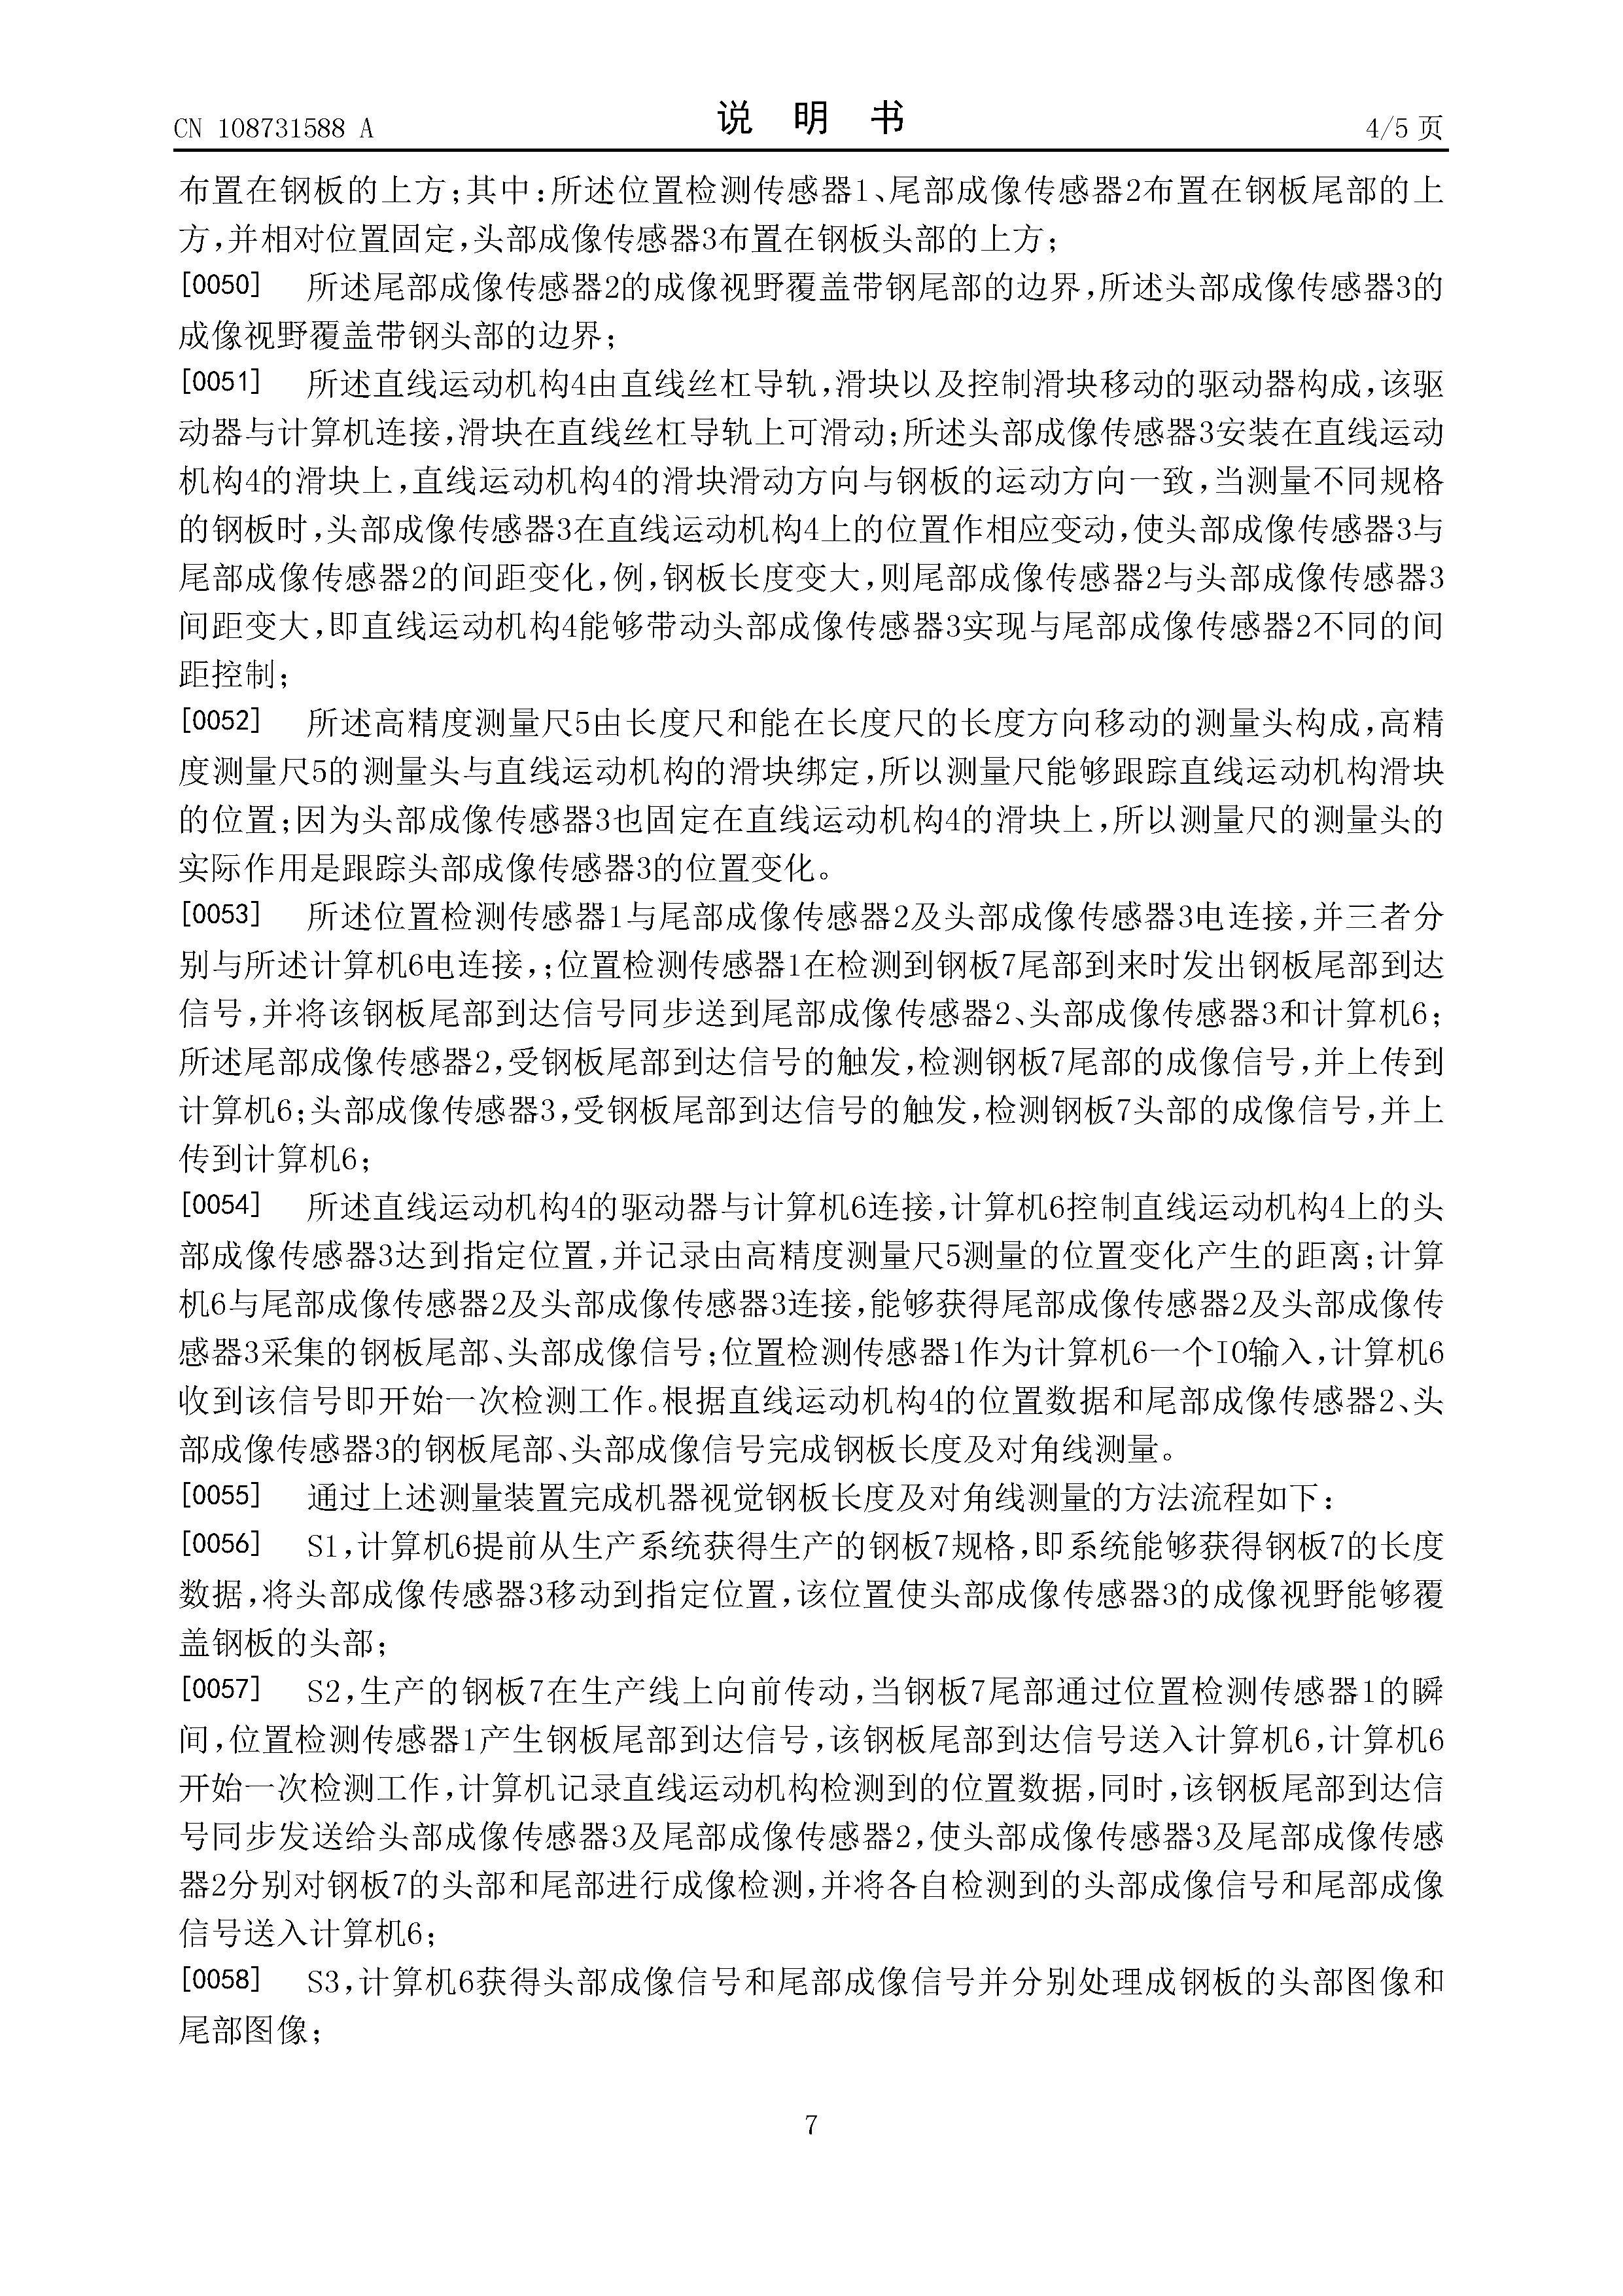 CN 108731588 A
说 明 书
4/5 页
布置在钢板的上方;其中:所述位置检测传感器1、尾部成像传感器2布置在钢板尾部的上
方,并相对位置固定,头部成像传感器3布置在钢板头部的上方;
[0050] 所述尾部成像传感器2的成像视野覆盖带钢尾部的边界,所述头部成像传感器3的
成像视野覆盖带钢头部的边界;
[0051] 所述直线运动机构4由直线丝杠导轨,滑块以及控制滑块移动的驱动器构成,该驱
动器与计算机连接,滑块在直线丝杠导轨上可滑动;所述头部成像传感器3安装在直线运动
机构4的滑块上,直线运动机构4的滑块滑动方向与钢板的运动方向一致,当测量不同规格
的钢板时,头部成像传感器3在直线运动机构4上的位置作相应变动,使头部成像传感器3与
尾部成像传感器2的间距变化,例,钢板长度变大,则尾部成像传感器2与头部成像传感器3
间距变大,即直线运动机构4能够带动头部成像传感器3实现与尾部成像传感器2不同的间
距控制;
[0052] 所述高精度测量尺5由长度尺和能在长度尺的长度方向移动的测量头构成,高精
度测量尺5的测量头与直线运动机构的滑块绑定,所以测量尺能够跟踪直线运动机构滑块
的位置;因为头部成像传感器3也固定在直线运动机构4的滑块上,所以测量尺的测量头的
实际作用是跟踪头部成像传感器3的位置变化。
[0053] 所述位置检测传感器1与尾部成像传感器2及头部成像传感器3电连接,并三者分
别与所述计算机6电连接,;位置检测传感器1在检测到钢板7尾部到来时发出钢板尾部到达
信号,并将该钢板尾部到达信号同步送到尾部成像传感器2、头部成像传感器3和计算机6;
所述尾部成像传感器2,受钢板尾部到达信号的触发,检测钢板7尾部的成像信号,并上传到
计算机6;头部成像传感器3,受钢板尾部到达信号的触发,检测钢板7头部的成像信号,并上
传到计算机6;
[0054] 所述直线运动机构4的驱动器与计算机6连接,计算机6控制直线运动机构4上的头
部成像传感器3达到指定位置,并记录由高精度测量尺5测量的位置变化产生的距离;计算
机6与尾部成像传感器2及头部成像传感器3连接,能够获得尾部成像传感器2及头部成像传
感器3采集的钢板尾部、头部成像信号;位置检测传感器1作为计算机6一个IO输入,计算机6
收到该信号即开始一次检测工作。根据直线运动机构4的位置数据和尾部成像传感器2、头
部成像传感器3的钢板尾部、头部成像信号完成钢板长度及对角线测量。
[0055] 通过上述测量装置完成机器视觉钢板长度及对角线测量的方法流程如下:
[0056] S1,计算机6提前从生产系统获得生产的钢板7规格,即系统能够获得钢板7的长度
数据,将头部成像传感器3移动到指定位置,该位置使头部成像传感器3的成像视野能够覆
盖钢板的头部;
[0057] S2,生产的钢板7在生产线上向前传动,当钢板7尾部通过位置检测传感器1的瞬
间,位置检测传感器1产生钢板尾部到达信号,该钢板尾部到达信号送入计算机6,计算机6
开始一次检测工作,计算机记录直线运动机构检测到的位置数据,同时,该钢板尾部到达信
号同步发送给头部成像传感器3及尾部成像传感器2,使头部成像传感器3及尾部成像传感
器2分别对钢板7的头部和尾部进行成像检测,并将各自检测到的头部成像信号和尾部成像
信号送入计算机6;
[0058] S3,计算机6获得头部成像信号和尾部成像信号并分别处理成钢板的头部图像和
尾部图像;
7